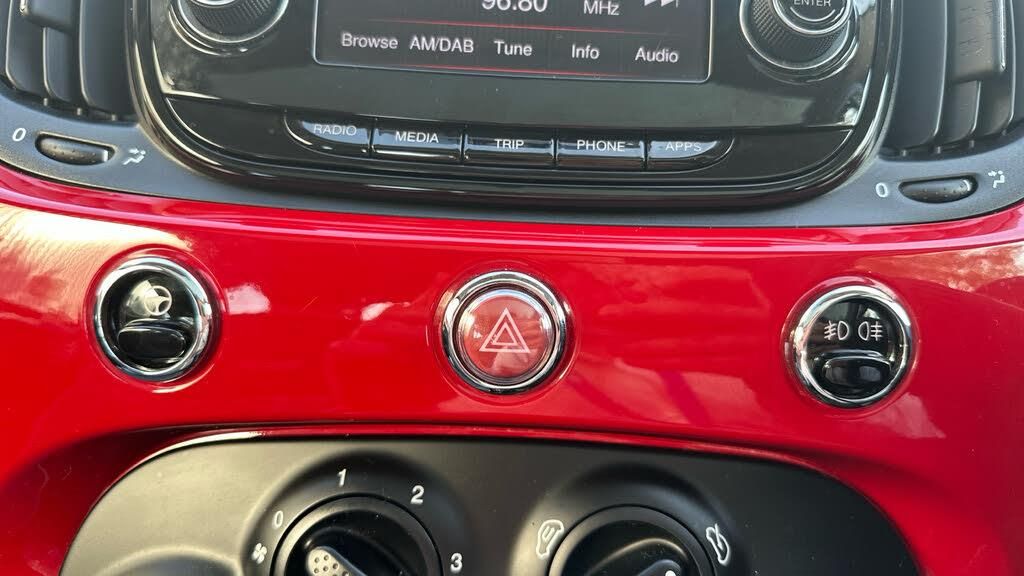 96.80 MHz
ENTER
Browse AM/DAB Tune Info Audio
RADIO MEDIA TRIP PHONE APPS
0
0
0 1 2 3